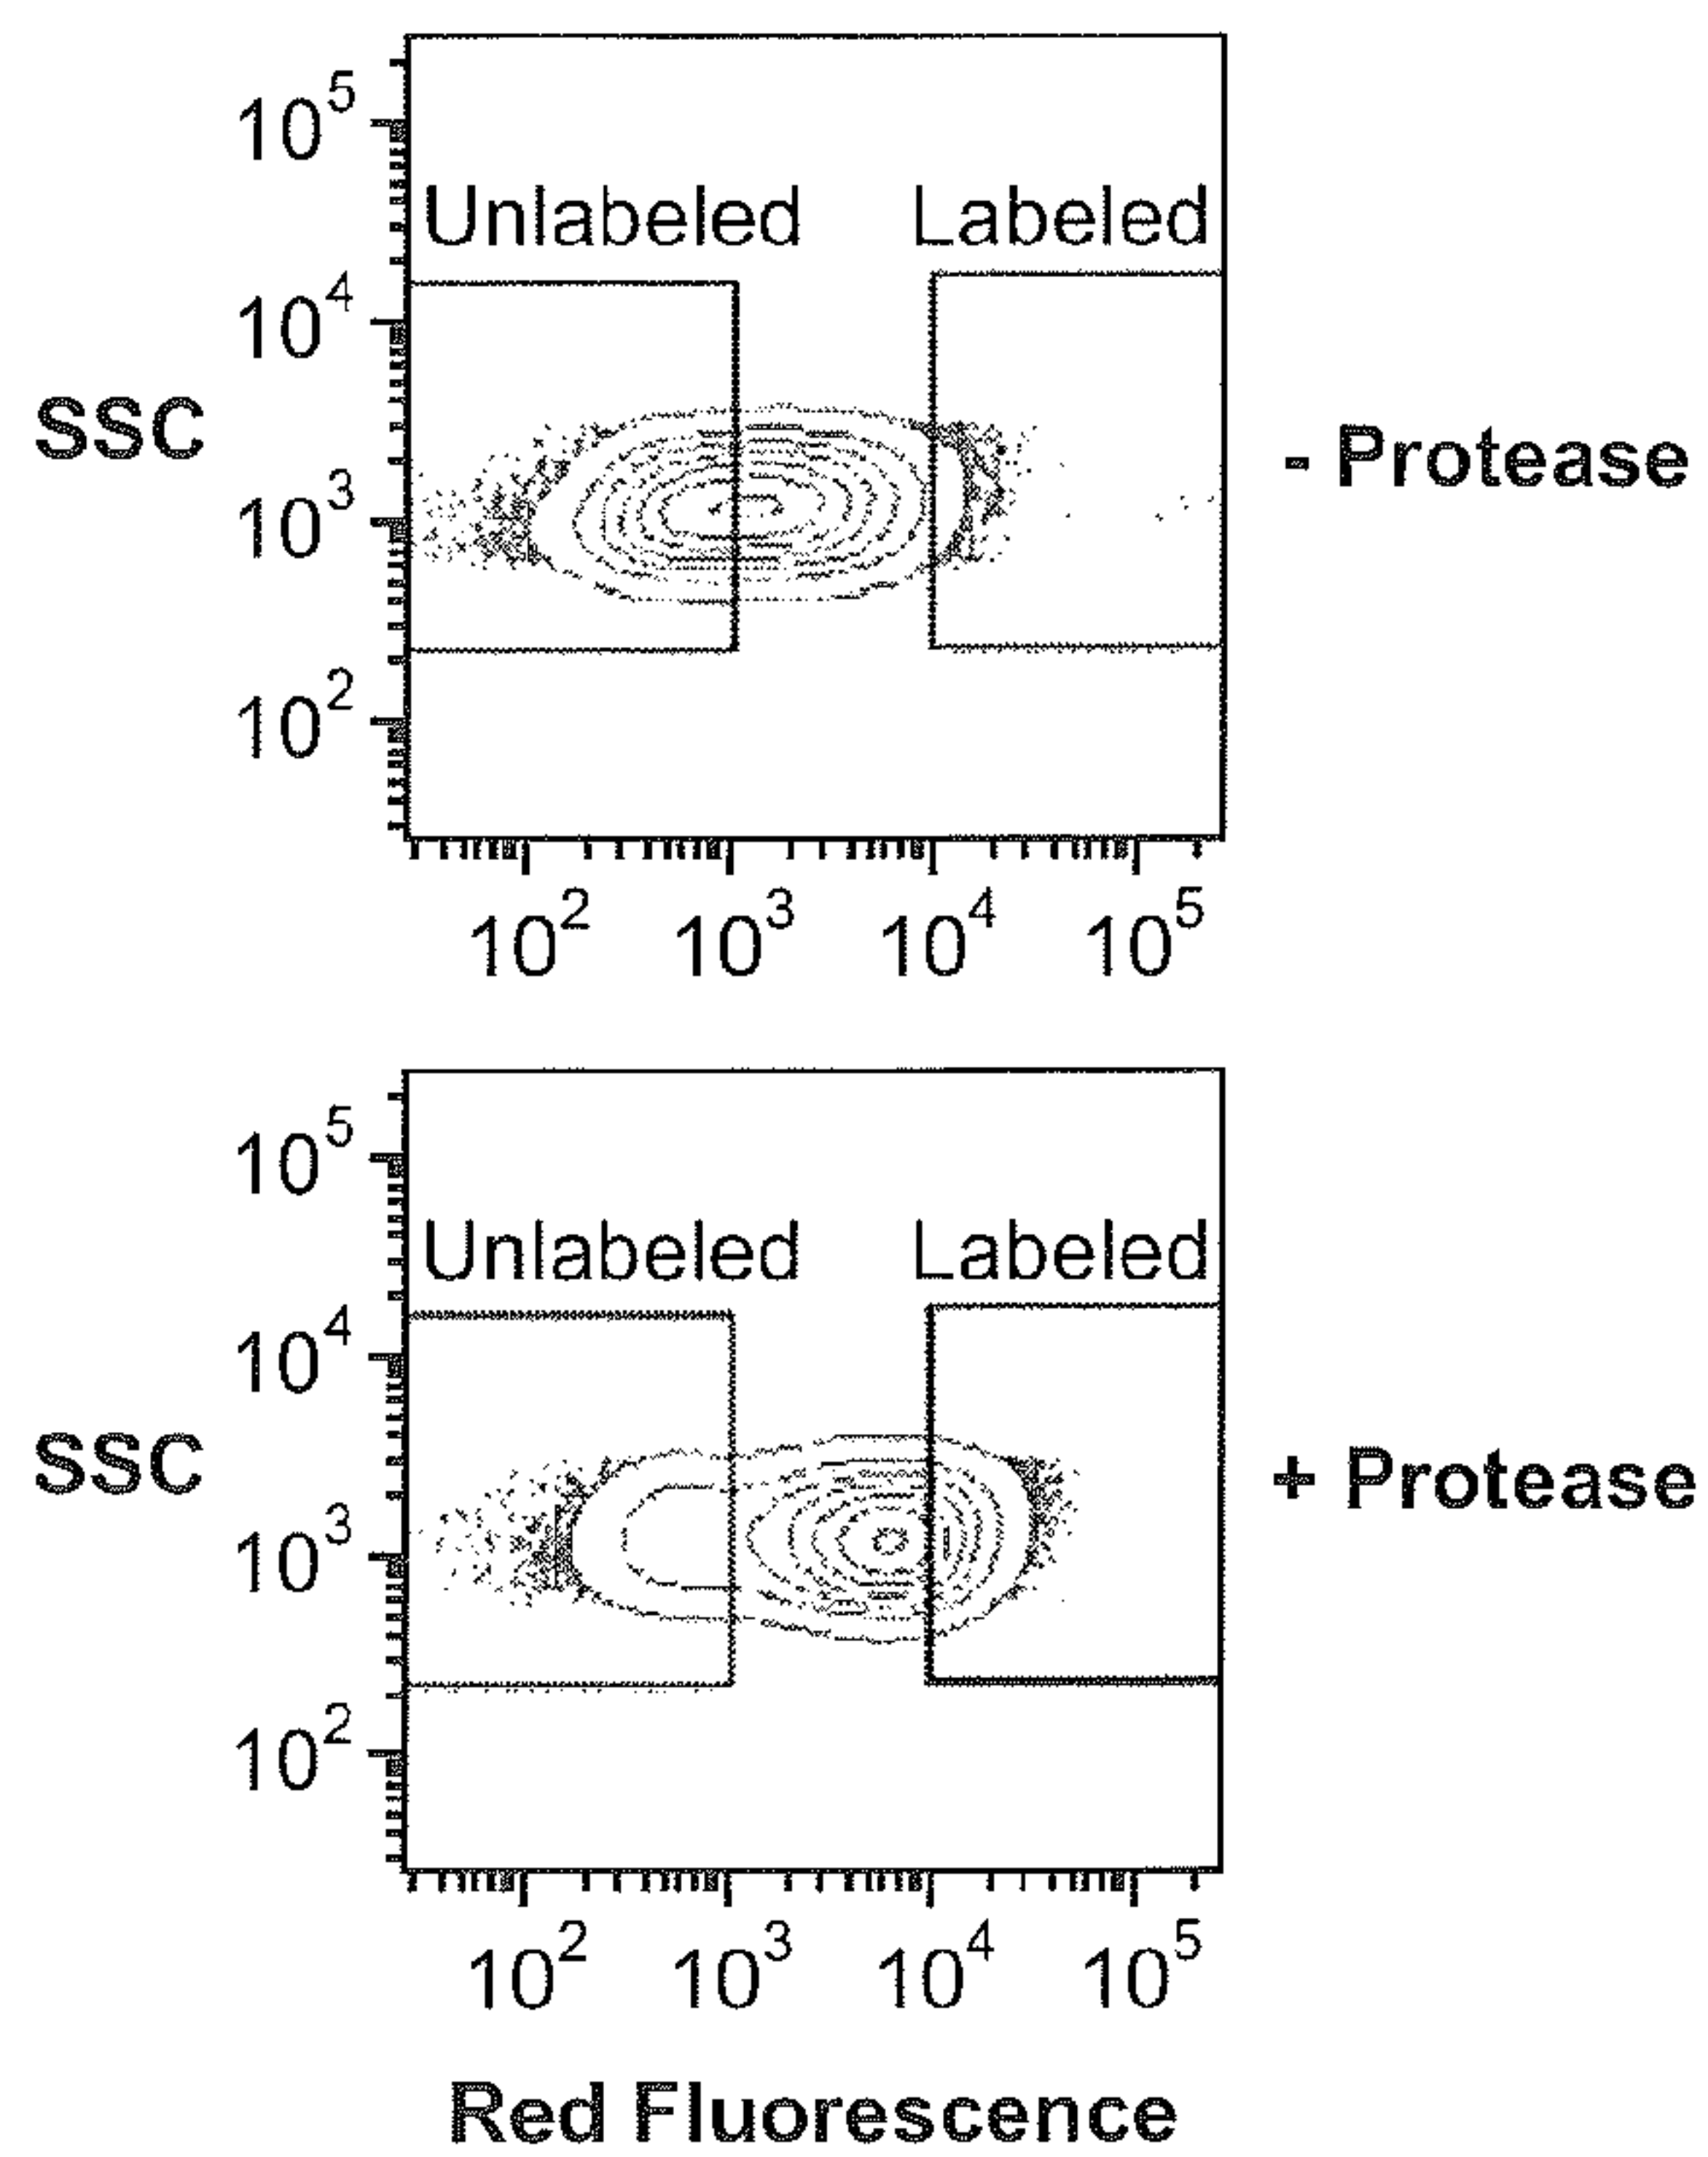 10^5
Unlabeled Labeled
10^4
SSC
- Protease
10^3
10^2
10^2 10^3 10^4 10^5
10^5
Unlabeled Labeled
10^4
SSC
+ Protease
10^3
10^2
10^2 10^3 10^4 10^5
Red Fluorescence